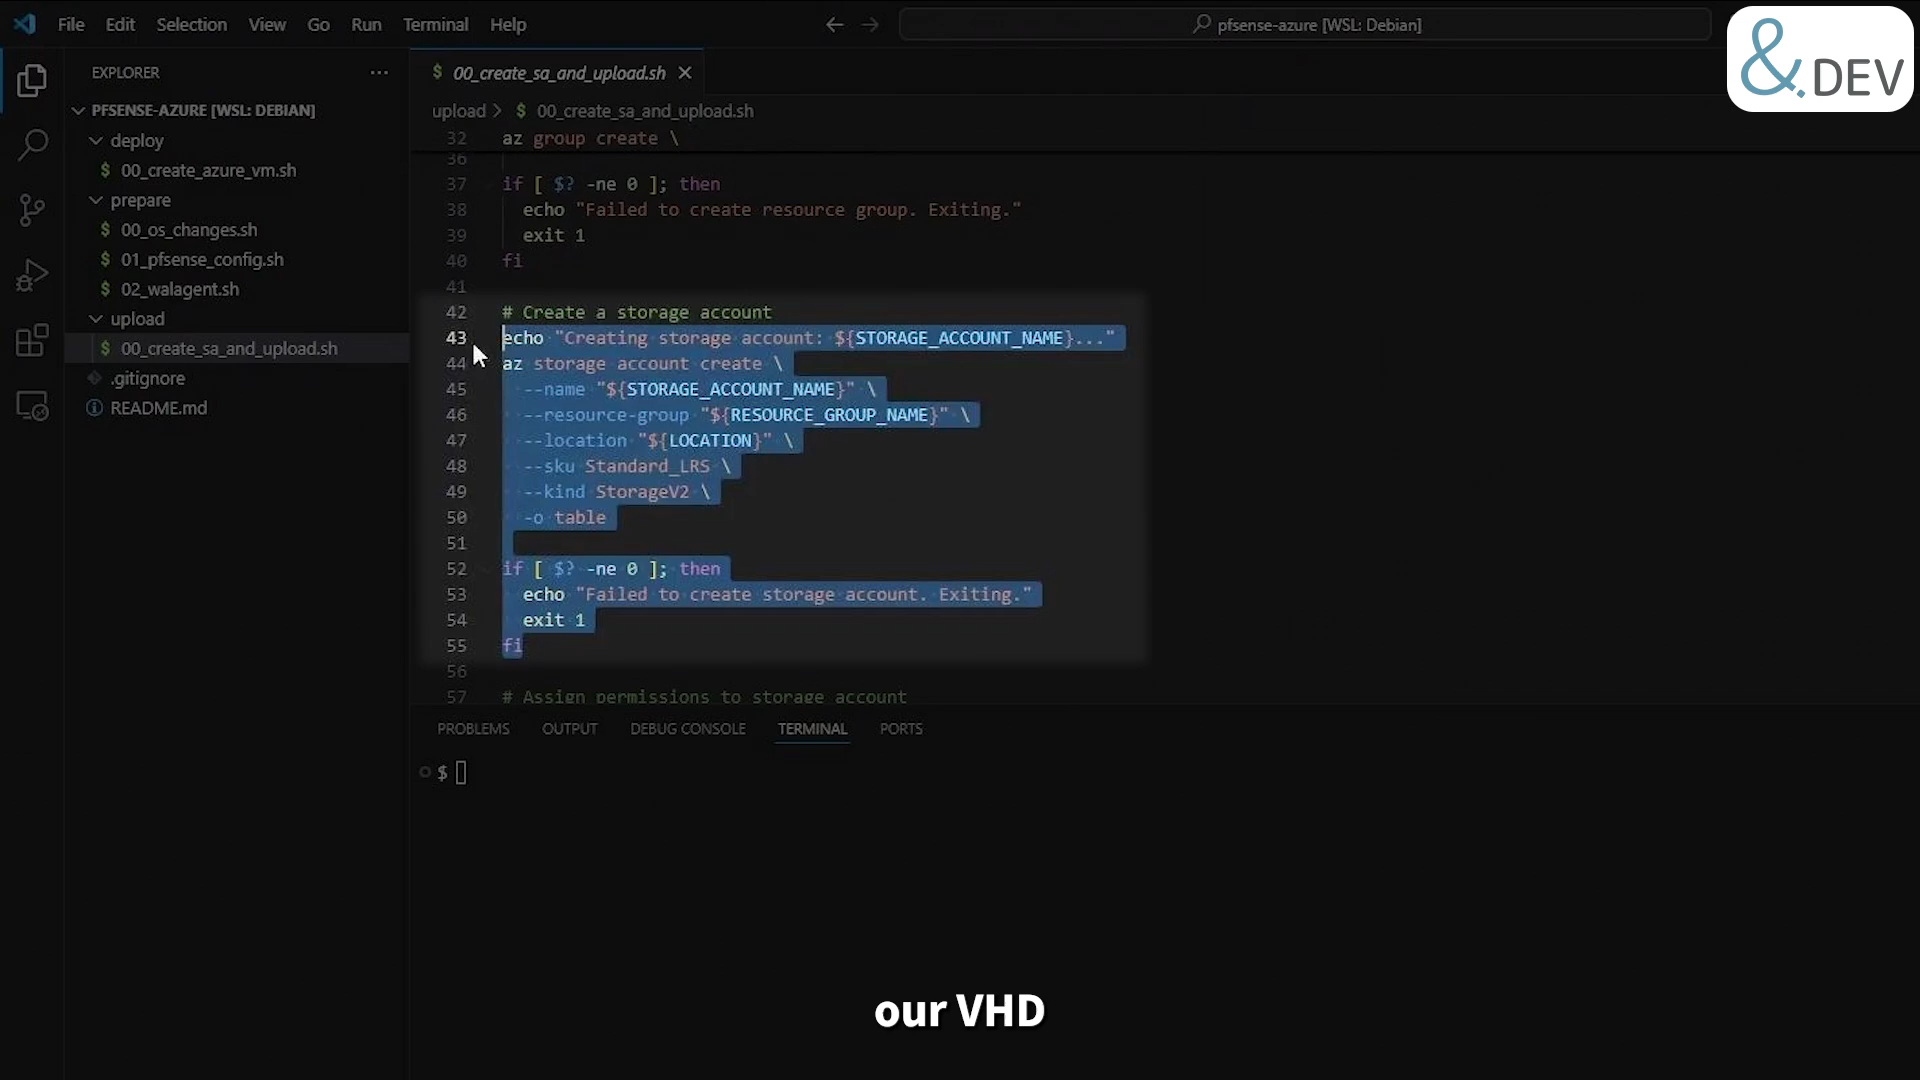 File Edit Selection View Go Run Terminal Help
pfsense-azure [WSL: Debian]
&.DEV
EXPLORER
PFSENSE-AZURE [WSL: DEBIAN]
deploy
$ 00_create_azure_vm.sh
prepare
$ 00_os_changes.sh
$ 01_pfsense_config.sh
$ 02_walagent.sh
upload
$ 00_create_sa_and_upload.sh
.gitignore
README.md
$ 00_create_sa_and_upload.sh
upload > $ 00_create_sa_and_upload.sh
32 az group create \
36
37 if [ $? -ne 0 ]; then
38 echo "Failed to create resource group. Exiting."
39 exit 1
40 fi
41
42 # Create a storage account
43 echo "Creating storage account: ${STORAGE_ACCOUNT_NAME}..."
44 az storage account create \
45 --name "${STORAGE_ACCOUNT_NAME}" \
46 --resource-group "${RESOURCE_GROUP_NAME}" \
47 --location "${LOCATION}" \
48 --sku Standard_LRS \
49 --kind StorageV2 \
50 -o table
51
52 if [ $? -ne 0 ]; then
53 echo "Failed to create storage account. Exiting."
54 exit 1
55 fi
56
57 # Assign permissions to storage account
PROBLEMS OUTPUT DEBUG CONSOLE TERMINAL PORTS
$
our VHD